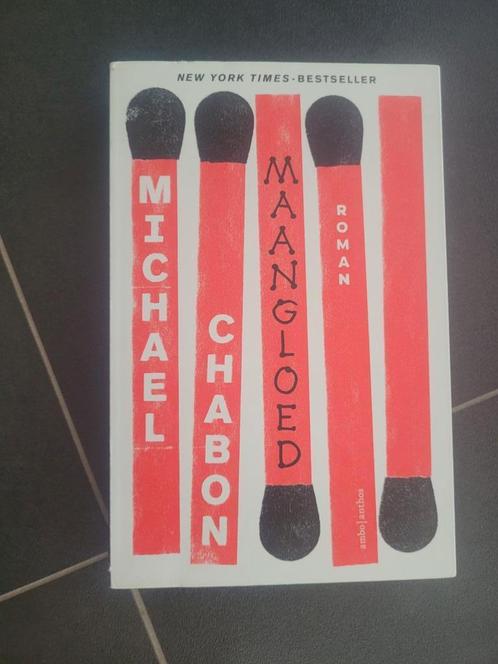 NEW YORK TIMES-BESTSELLER
MICHAEL
CHABON
MAANGLOED
ROMAN
ambo|anthos